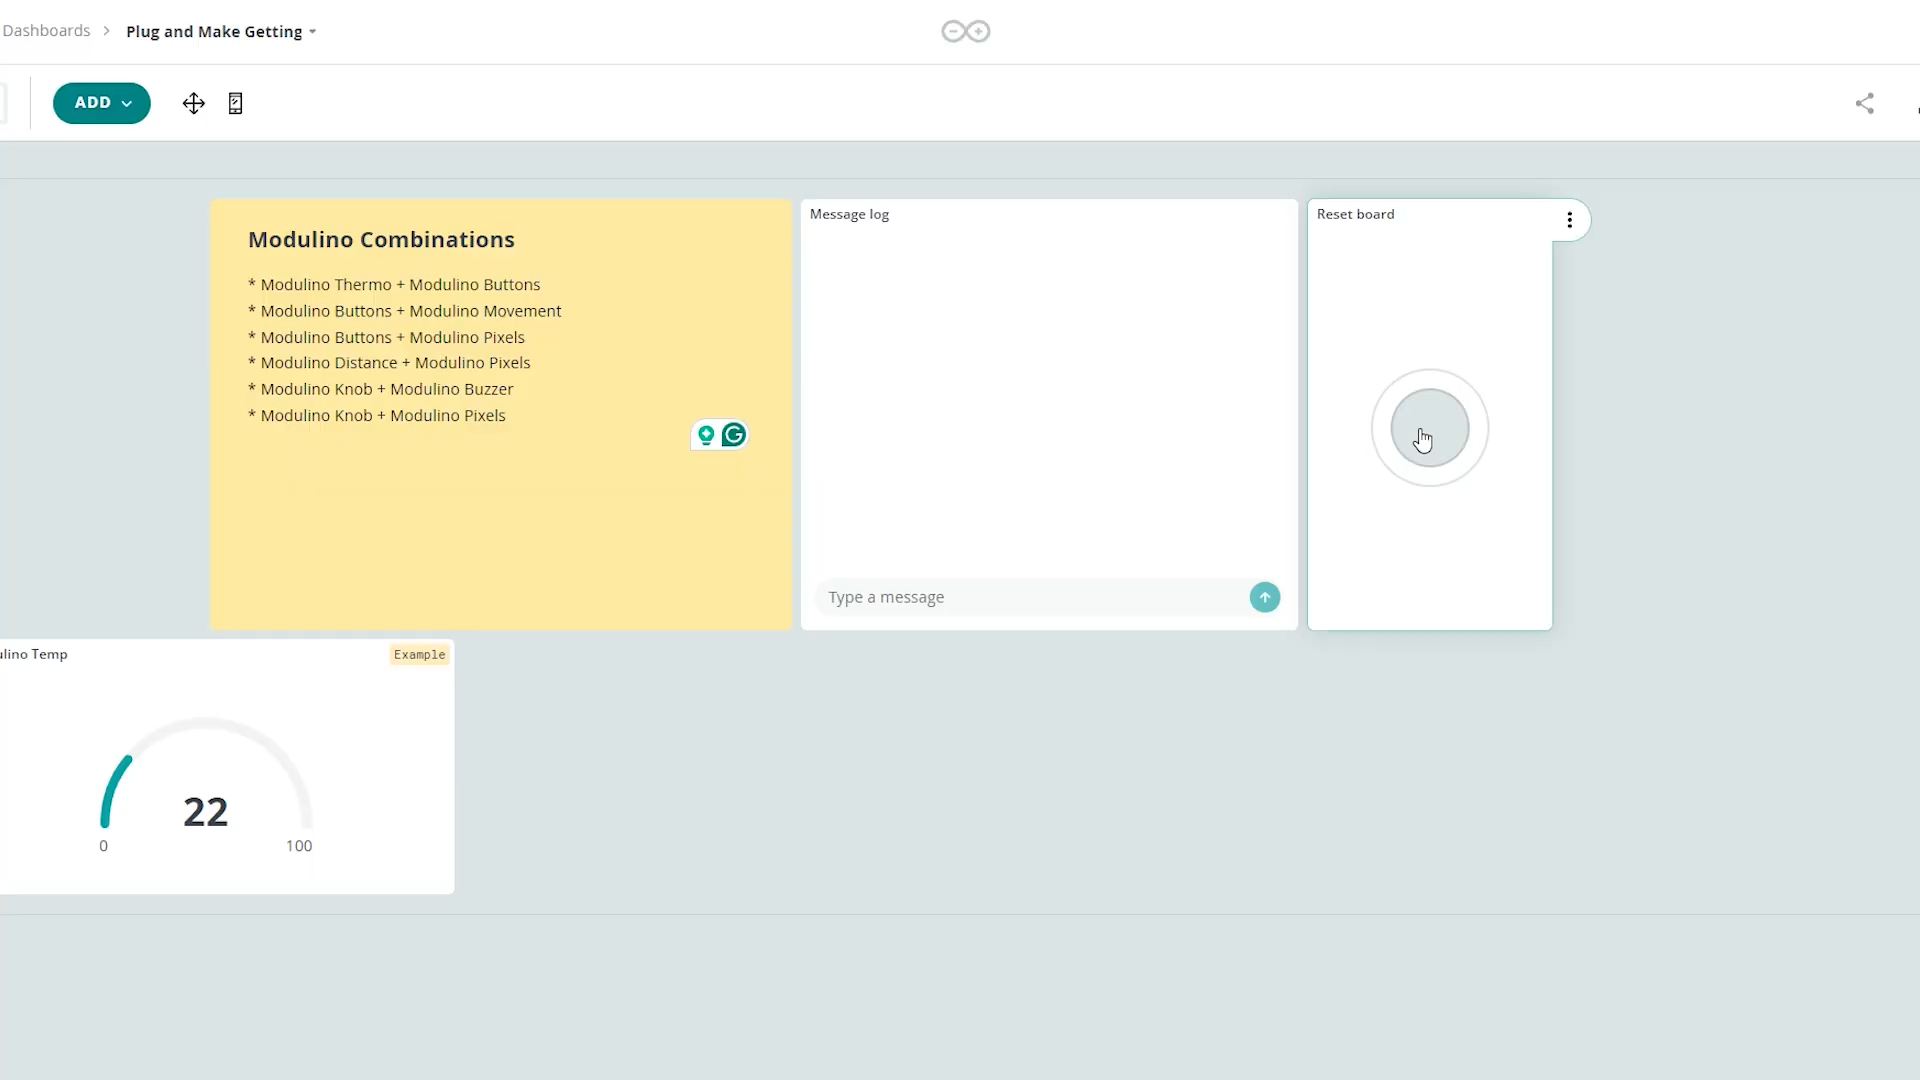 Dashboards > Plug and Make Getting
ADD
Modulino Combinations
* Modulino Thermo + Modulino Buttons
* Modulino Buttons + Modulino Movement
* Modulino Buttons + Modulino Pixels
* Modulino Distance + Modulino Pixels
* Modulino Knob + Modulino Buzzer
* Modulino Knob + Modulino Pixels
Message log
Type a message
Reset board
ulino Temp
Example
22
0
100